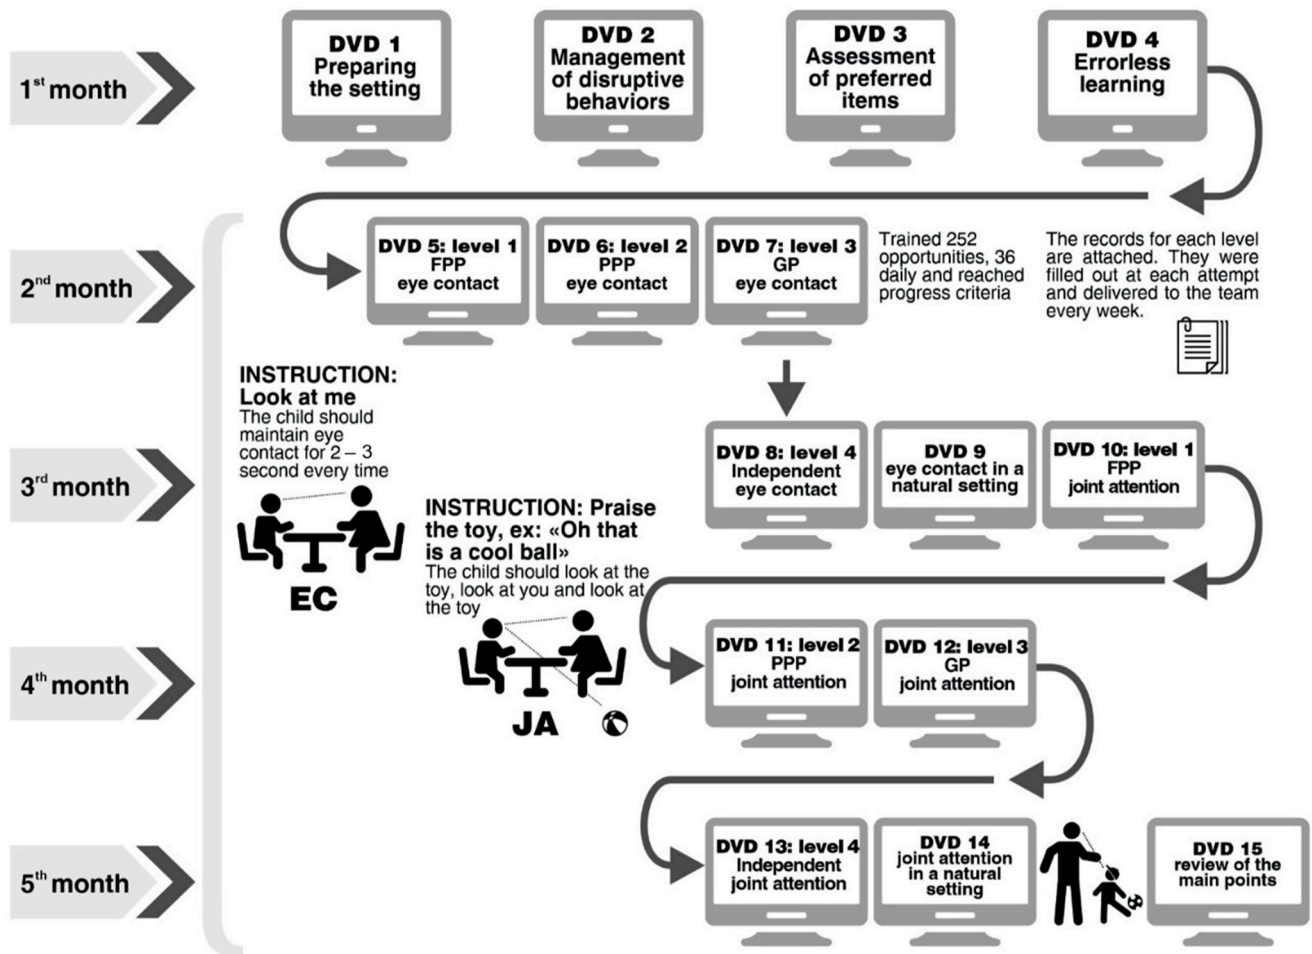 1st month
DVD 1
Preparing
the setting
DVD 2
Management
of disruptive
behaviors
DVD 3
Assessment
of preferred
items
DVD 4
Errorless
learning
2nd month
DVD 5: level 1
FPP
eye contact
DVD 6: level 2
PPP
eye contact
DVD 7: level 3
GP
eye contact
Trained 252
opportunities, 36
daily and reached
progress criteria
The records for each level
are attached. They were
filled out at each attempt
and delivered to the team
every week.
INSTRUCTION:
Look at me
The child should
maintain eye
contact for 2 – 3
second every time
EC
3rd month
DVD 8: level 4
Independent
eye contact
DVD 9
eye contact in a
natural setting
DVD 10: level 1
FPP
joint attention
INSTRUCTION: Praise
the toy, ex: «Oh that
is a cool ball»
The child should look at the
toy, look at you and look at
the toy
JA
4th month
DVD 11: level 2
PPP
joint attention
DVD 12: level 3
GP
joint attention
5th month
DVD 13: level 4
Independent
joint attention
DVD 14
joint attention
in a natural
setting
DVD 15
review of the
main points